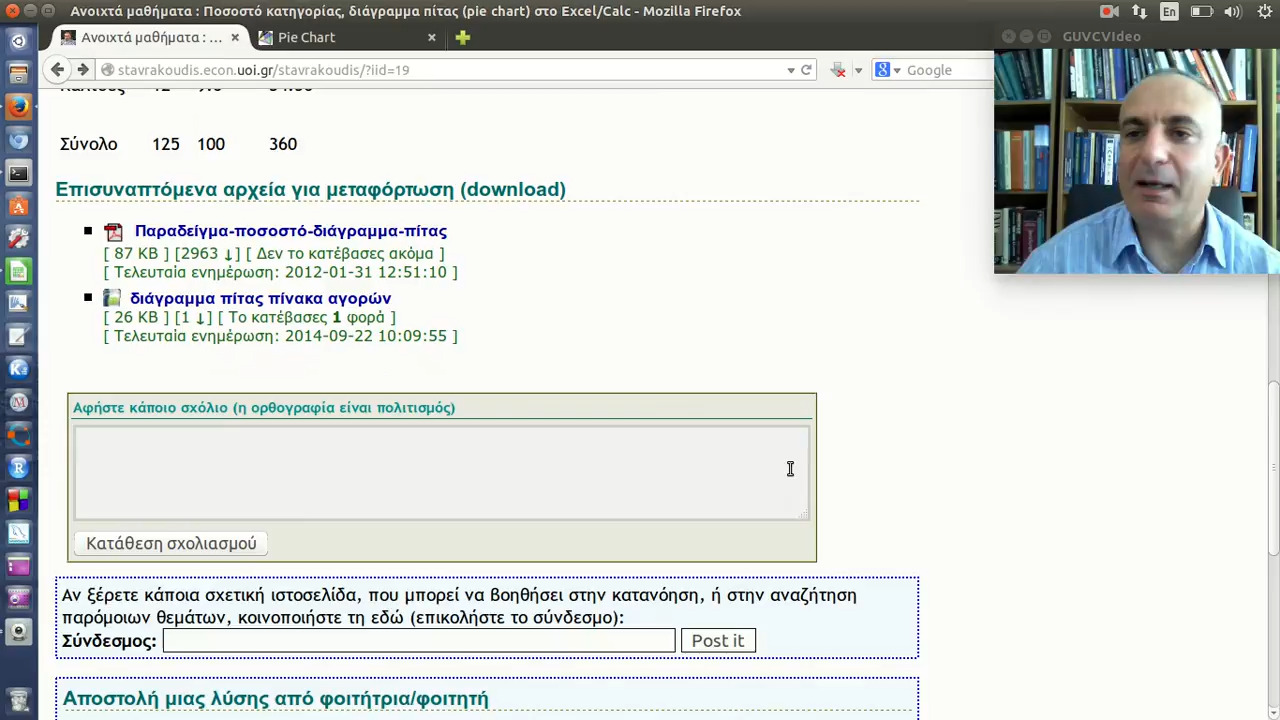 Ανοιχτά μαθήματα : Ποσοστό κατηγορίας, διάγραμμα πίτας (pie chart) στο Excel/Calc - Mozilla Firefox
En
Ανοιχτά μαθήματα : ...
Pie Chart
GUVCVIdeo
stavrakoudis.econ.uoi.gr/stavrakoudis/?iid=19
Google
Σύνολο 125 100 360
Επισυναπτόμενα αρχεία για μεταφόρτωση (download)
Παραδείγμα-ποσοστό-διάγραμμα-πίτας
[ 87 KB ] [2963 ↓] [ Δεν το κατέβασες ακόμα ]
[ Τελευταία ενημέρωση: 2012-01-31 12:51:10 ]
διάγραμμα πίτας πίνακα αγορών
[ 26 KB ] [1 ↓] [ Το κατέβασες 1 φορά ]
[ Τελευταία ενημέρωση: 2014-09-22 10:09:55 ]
Αφήστε κάποιο σχόλιο (η ορθογραφία είναι πολιτισμός)
Κατάθεση σχολιασμού
Αν ξέρετε κάποια σχετική ιστοσελίδα, που μπορεί να βοηθήσει στην κατανόηση, ή στην αναζήτηση
παρόμοιων θεμάτων, κοινοποιήστε τη εδώ (επικολήστε το σύνδεσμο):
Σύνδεσμος:
Post it
Αποστολή μιας λύσης από φοιτήτρια/φοιτητή